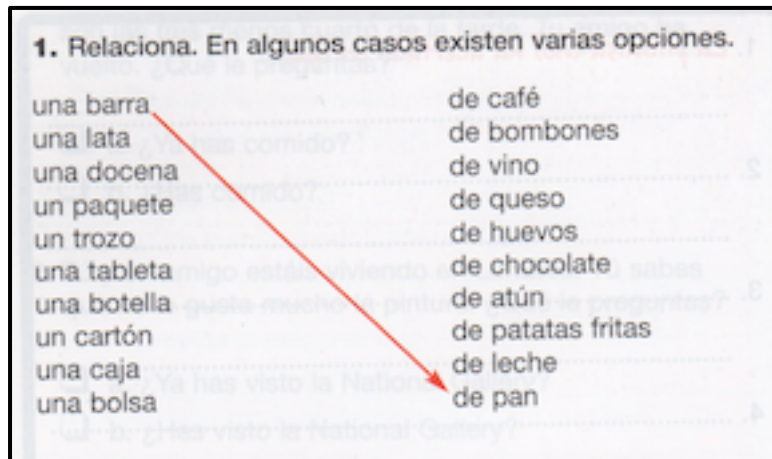 1. Relaciona. En algunos casos existen varias opciones.
una barra
una lata
una docena
un paquete
un trozo
una tableta
una botella
un cartón
una caja
una bolsa
de café
de bombones
de vino
de queso
de huevos
de chocolate
de atún
de patatas fritas
de leche
de pan